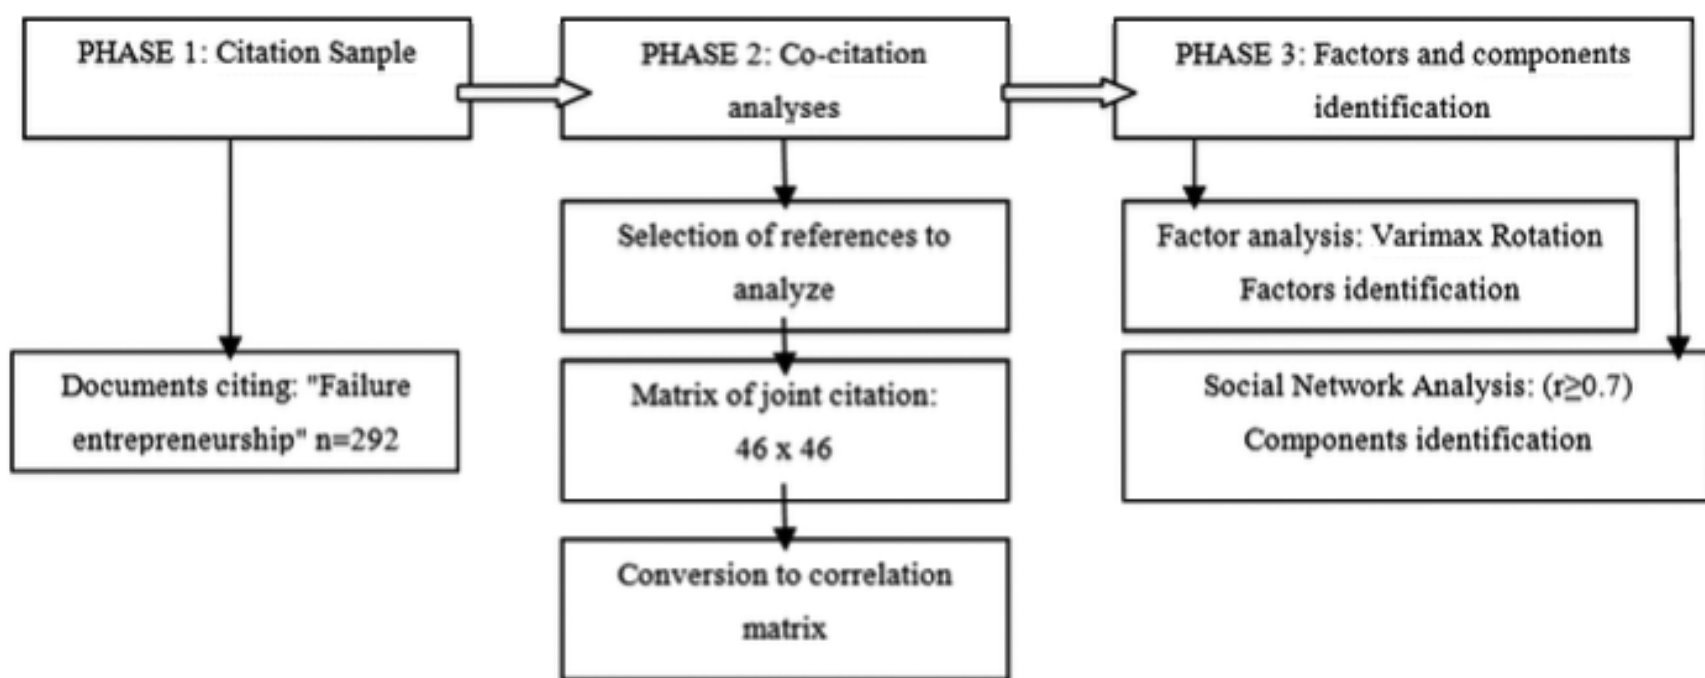 PHASE 1: Citation Sanple
PHASE 2: Co-citation
analyses
PHASE 3: Factors and components
identification
Documents citing: "Failure
entrepreneurship" n=292
Selection of references to
analyze
Matrix of joint citation:
46 x 46
Conversion to correlation
matrix
Factor analysis: Varimax Rotation
Factors identification
Social Network Analysis: (r≥0.7)
Components identification